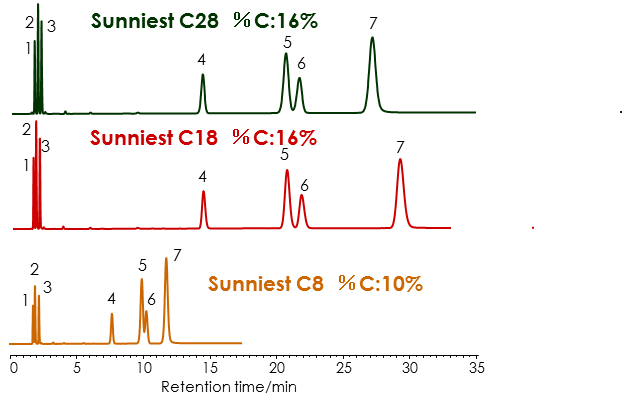 Sunniest C28 %C:16%
1 2 3 4 5 6 7
Sunniest C18 %C:16%
1 2 3 4 5 6 7
Sunniest C8 %C:10%
1 2 3 4 5 6 7
0 5 10 15 20 25 30 35
Retention time/min